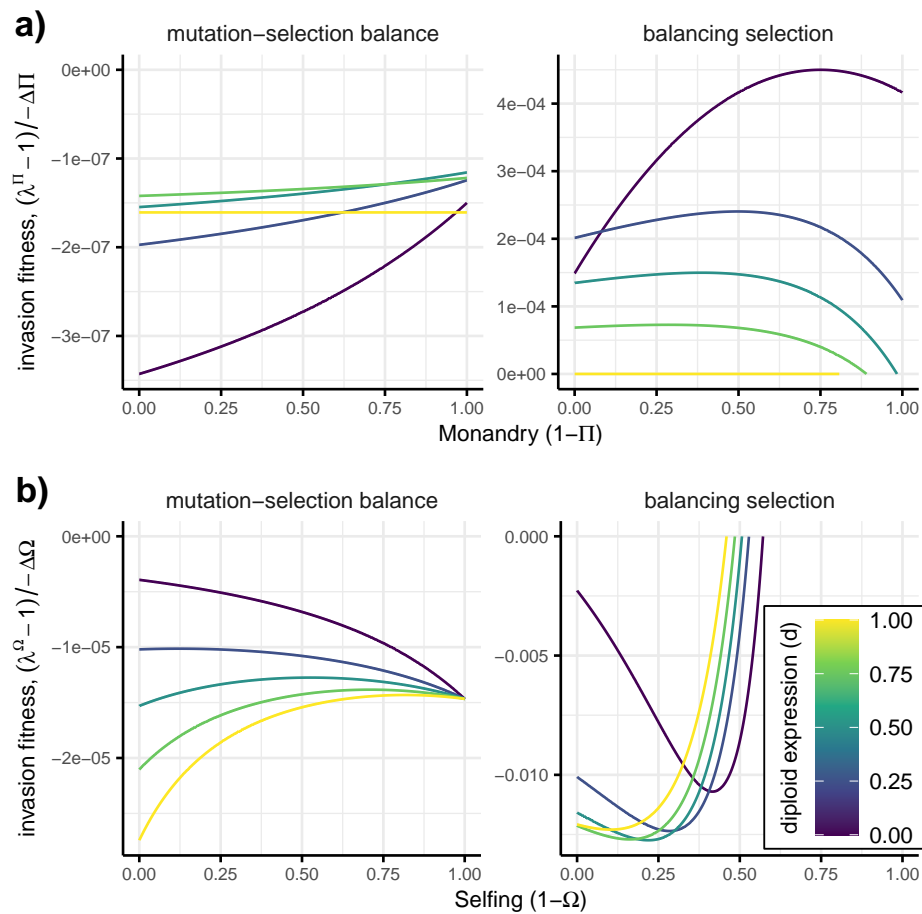 a)
mutation−selection balance
balancing selection
invasion fitness, (λ^Π − 1)/−ΔΠ
0e+00
−1e−07
−2e−07
−3e−07
4e−04
3e−04
2e−04
1e−04
0e+00
0.00 0.25 0.50 0.75 1.00
0.00 0.25 0.50 0.75 1.00
Monandry (1−Π)
b)
mutation−selection balance
balancing selection
invasion fitness, (λ^Ω − 1)/−ΔΩ
0e+00
−1e−05
−2e−05
0.000
−0.005
−0.010
diploid expression (d)
1.00
0.75
0.50
0.25
0.00
0.00 0.25 0.50 0.75 1.00
0.00 0.25 0.50 0.75 1.00
Selfing (1−Ω)